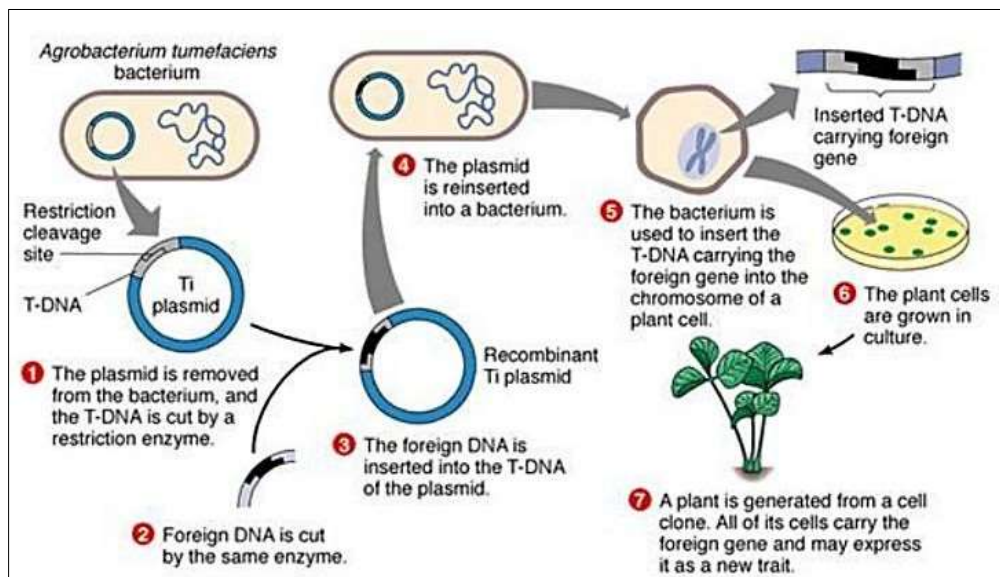 Agrobacterium tumefaciens
bacterium
Restriction
cleavage
site
T-DNA
Ti
plasmid
1 The plasmid is removed
from the bacterium, and
the T-DNA is cut by a
restriction enzyme.
2 Foreign DNA is cut
by the same enzyme.
Recombinant
Ti plasmid
3 The foreign DNA is
inserted into the T-DNA
of the plasmid.
4 The plasmid
is reinserted
into a bacterium.
5 The bacterium is
used to insert the
T-DNA carrying the
foreign gene into the
chromosome of a
plant cell.
Inserted T-DNA
carrying foreign
gene
6 The plant cells
are grown in
culture.
7 A plant is generated from a cell
clone. All of its cells carry the
foreign gene and may express
it as a new trait.